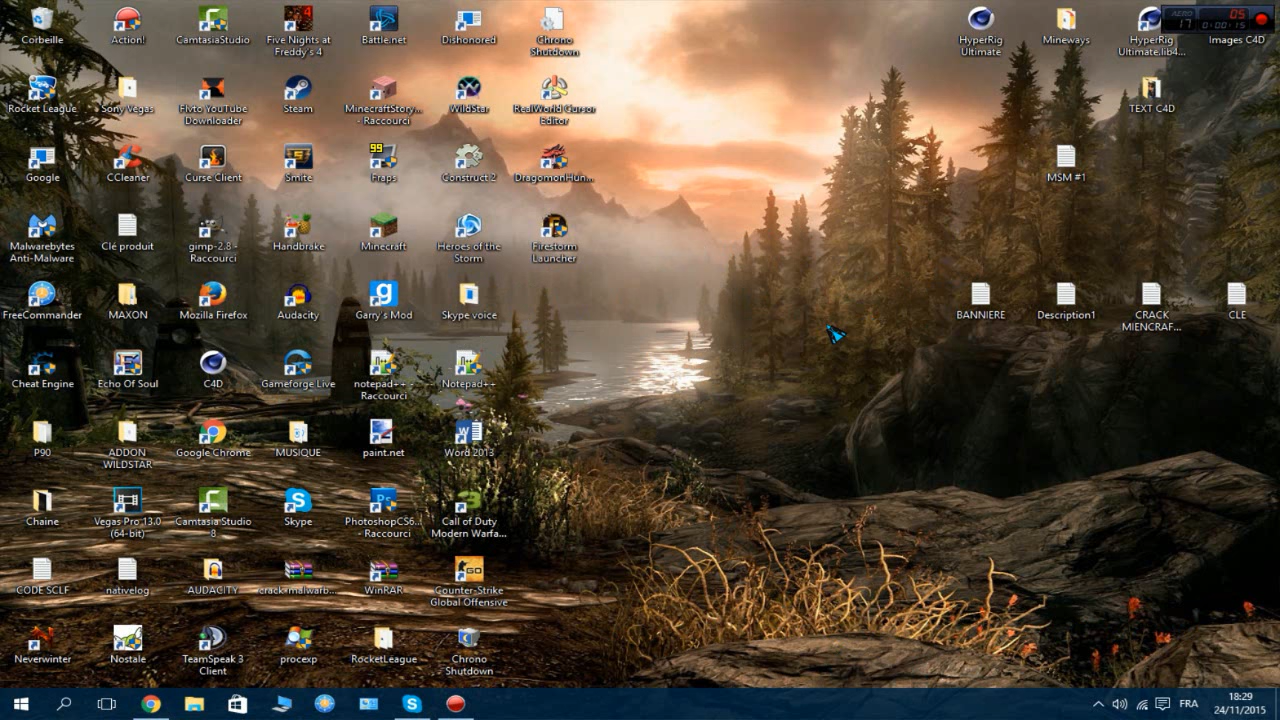 Corbeille
Action!
CamtasiaStudio
Five Nights at
Freddy's 4
Battle.net
Dishonored
Chrono
Shutdown
HyperRig
Ultimate
Mineways
HyperRig
Ultimate.lib4...
Images C4D
AERO
05
17
0:00:15
Rocket League
Sony Vegas
Flvto YouTube
Downloader
Steam
MinecraftStory...
- Raccourci
WildStar
RealWorld Cursor
Editor
TEXT C4D
Google
CCleaner
Curse Client
Smite
99
Fraps
Construct 2
DragomonHun...
MSM #1
Malwarebytes
Anti-Malware
Clé produit
gimp-2.8 -
Raccourci
Handbrake
Minecraft
Heroes of the
Storm
Firestorm
Launcher
FreeCommander
MAXON
Mozilla Firefox
Audacity
Garry's Mod
Skype voice
BANNIERE
Description1
CRACK
MIENCRAF...
CLE
Cheat Engine
Echo Of Soul
C4D
Gameforge Live
notepad++ -
Raccourci
Notepad++
P90
ADDON
WILDSTAR
Google Chrome
MUSIQUE
paint.net
Word 2013
Chaine
Vegas Pro 13.0
(64-bit)
Camtasia Studio
8
Skype
PhotoshopCS6...
- Raccourci
Call of Duty
Modern Warfa...
CODE SCLF
nativelog
AUDACITY
crack-malwarb...
WinRAR
Counter-Strike
Global Offensive
Neverwinter
Nostale
TeamSpeak 3
Client
procexp
RocketLeague
Chrono
Shutdown
FRA
18:29
24/11/2015